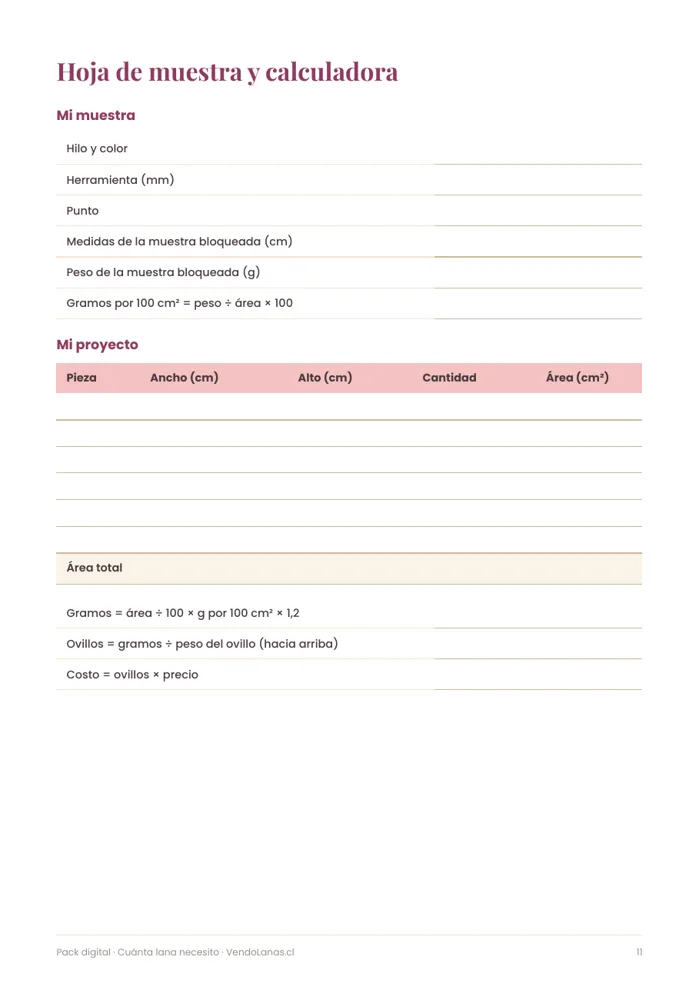 Hoja de muestra y calculadora
Mi muestra
Hilo y color
Herramienta (mm)
Punto
Medidas de la muestra bloqueada (cm)
Peso de la muestra bloqueada (g)
Gramos por 100 cm² = peso ÷ área × 100
Mi proyecto
Pieza Ancho (cm) Alto (cm) Cantidad Área (cm²)
Área total
Gramos = área ÷ 100 × g por 100 cm² × 1,2
Ovillos = gramos ÷ peso del ovillo (hacia arriba)
Costo = ovillos × precio
Pack digital · Cuánta lana necesito · VendoLanas.cl 11